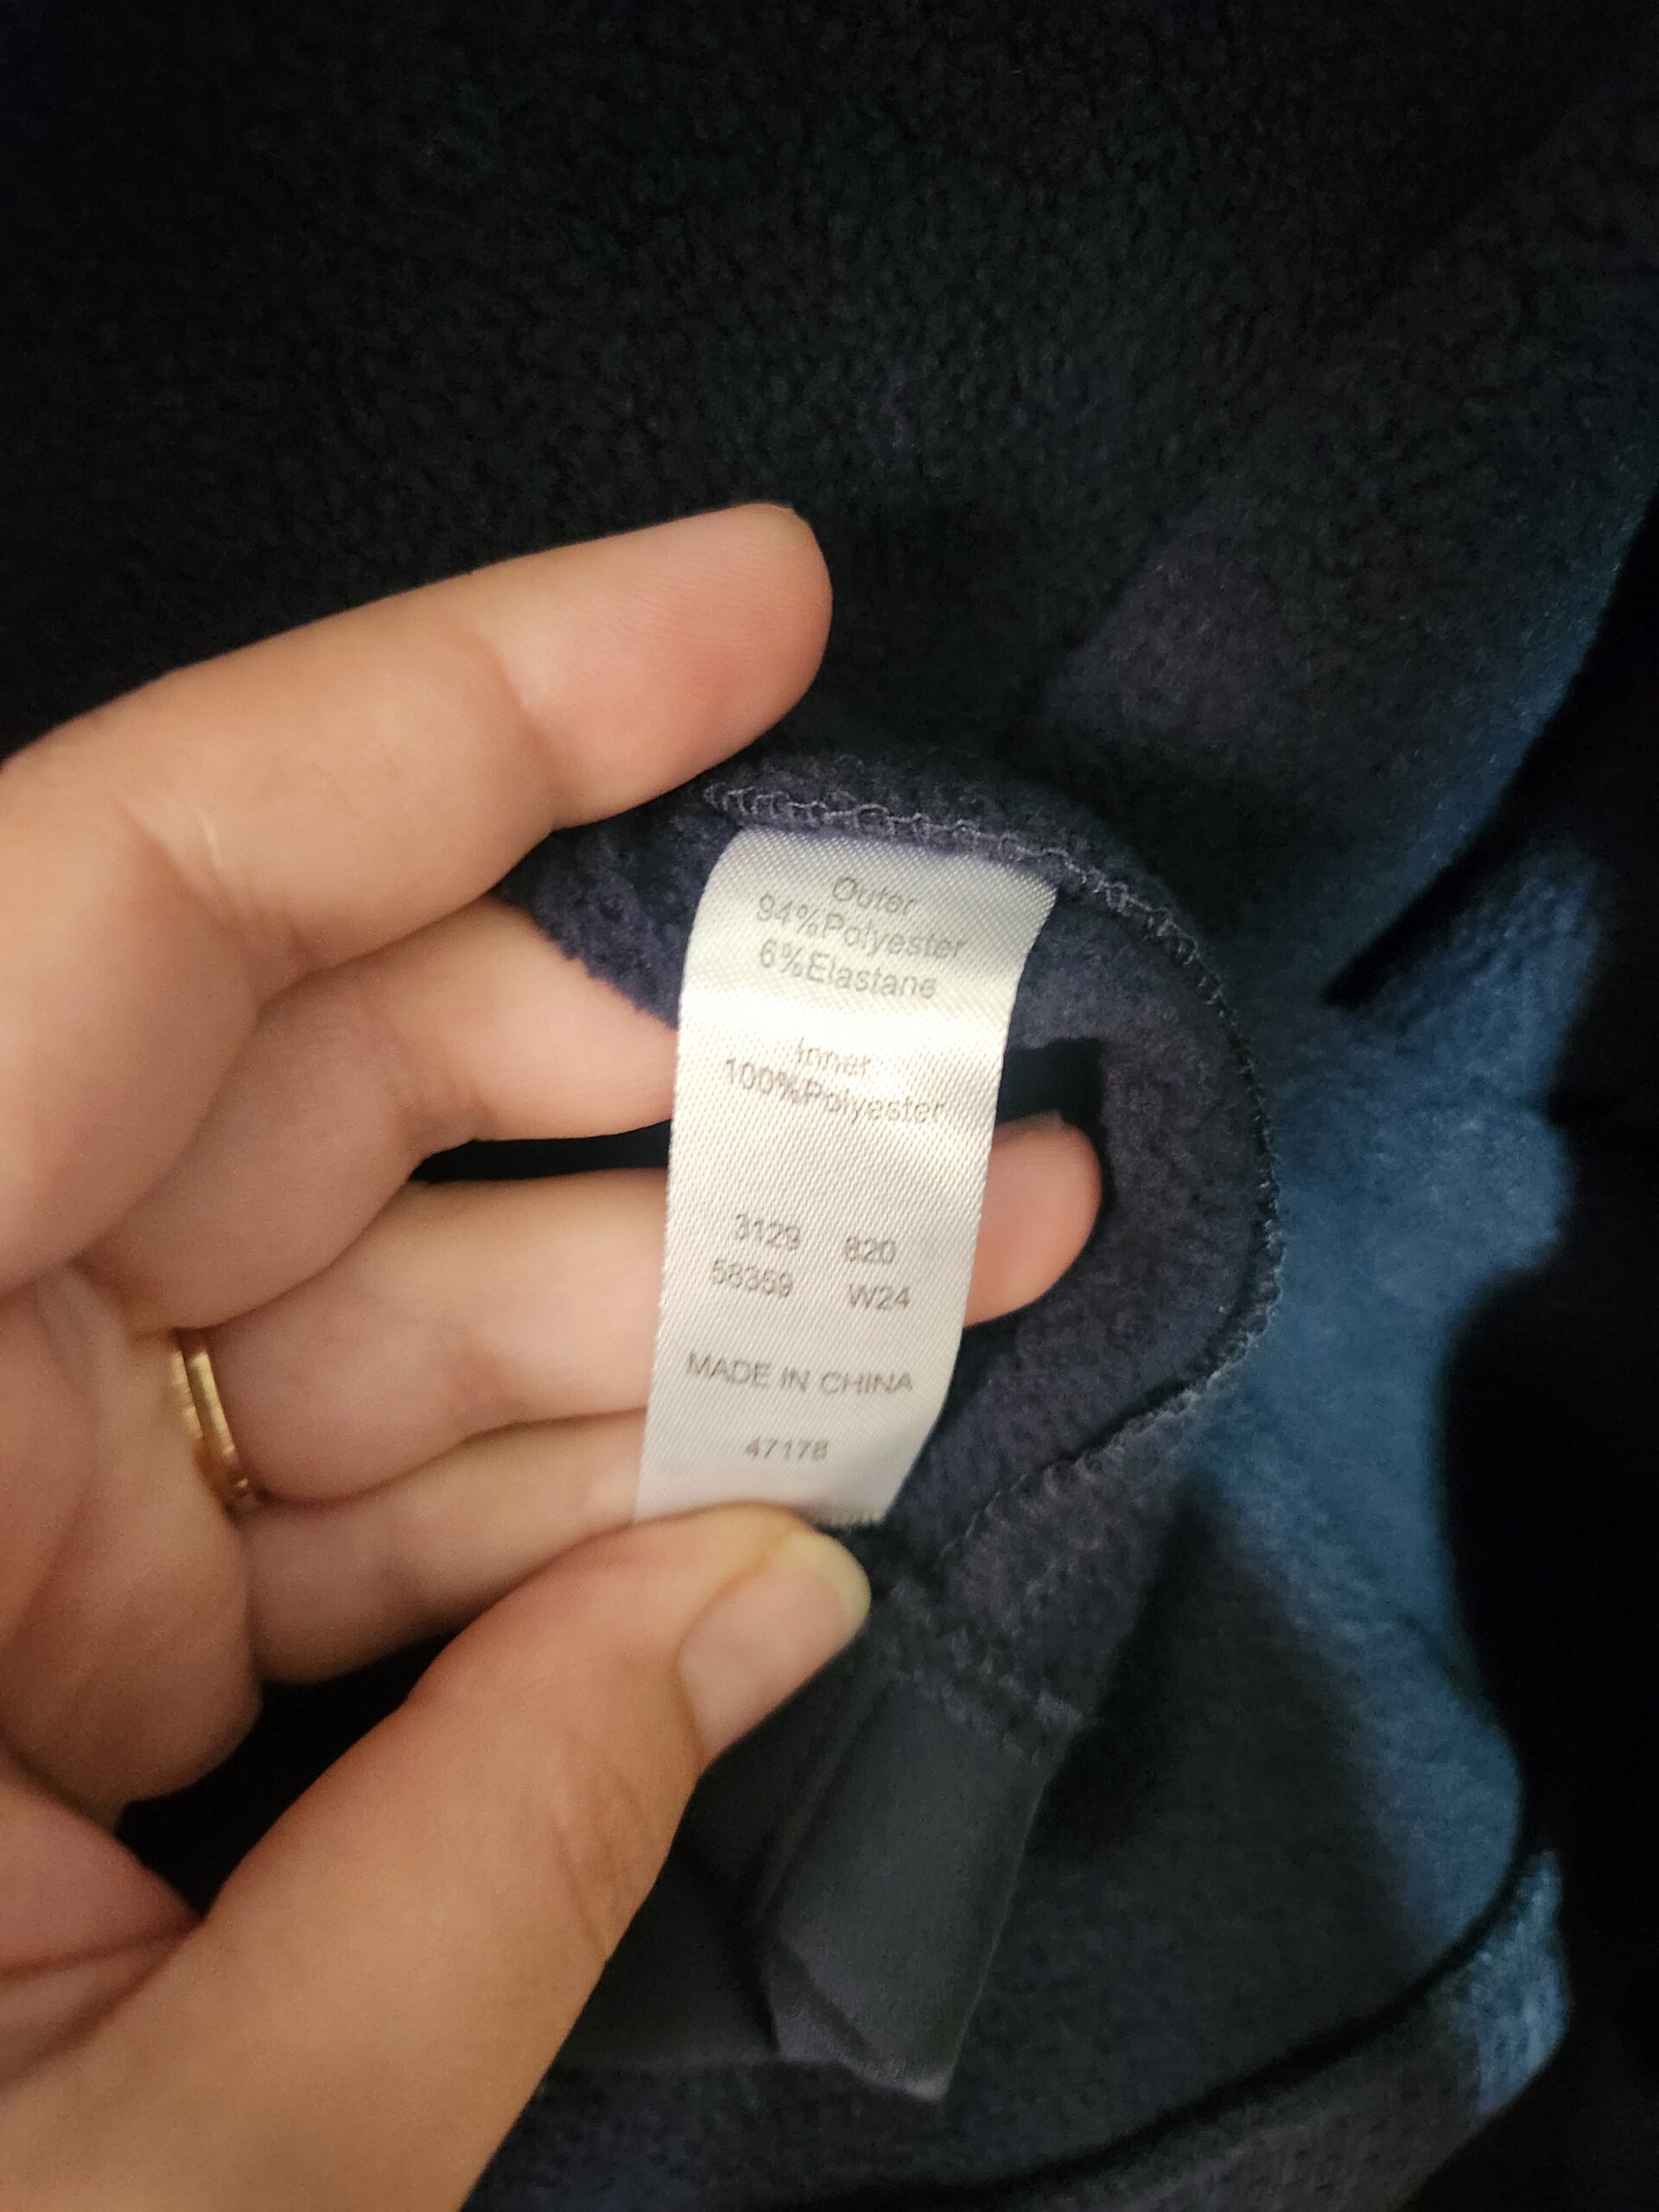 Outer
94%Polyester
6%Elastane
Inner
100%Polyester
3129 820
58359 W24
MADE IN CHINA
47178